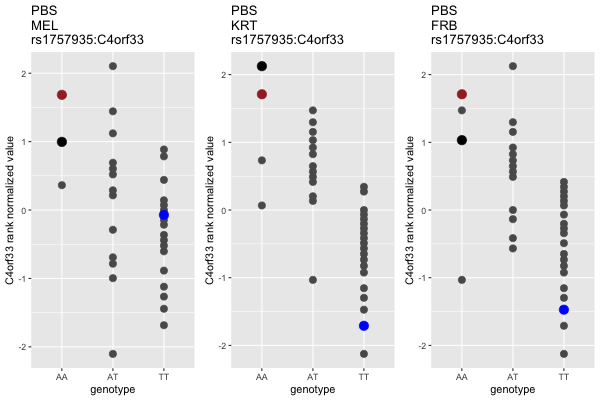 PBS
MEL
rs1757935:C4orf33
C4orf33 rank normalized value
2
1
0
-1
-2
AA
AT
TT
genotype
PBS
KRT
rs1757935:C4orf33
C4orf33 rank normalized value
2
1
0
-1
-2
AA
AT
TT
genotype
PBS
FRB
rs1757935:C4orf33
C4orf33 rank normalized value
2
1
0
-1
-2
AA
AT
TT
genotype